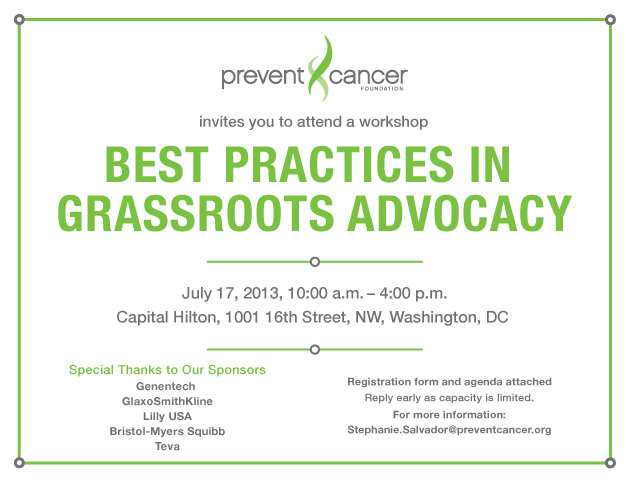 prevent cancer
FOUNDATION
invites you to attend a workshop
BEST PRACTICES IN
GRASSROOTS ADVOCACY
July 17, 2013, 10:00 a.m. – 4:00 p.m.
Capital Hilton, 1001 16th Street, NW, Washington, DC
Special Thanks to Our Sponsors
Genentech
GlaxoSmithKline
Lilly USA
Bristol-Myers Squibb
Teva
Registration form and agenda attached
Reply early as capacity is limited.
For more information:
Stephanie.Salvador@preventcancer.org